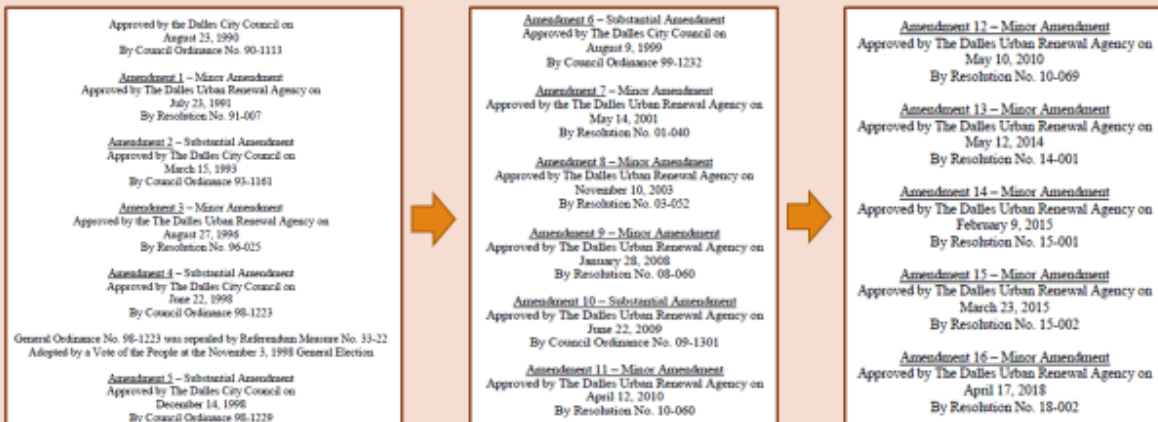 Approved by the Dalles City Council on
August 23, 1990
By Council Ordinance No. 90-1113
Amendment 1 – Minor Amendment
Approved by The Dalles Urban Renewal Agency on
July 23, 1991
By Resolution No. 91-007
Amendment 2 – Substantial Amendment
Approved by The Dalles City Council on
March 15, 1993
By Council Ordinance 93-1161
Amendment 3 – Minor Amendment
Approved by the The Dalles Urban Renewal Agency on
August 27, 1996
By Resolution No. 96-025
Amendment 4 – Substantial Amendment
Approved by The Dalles City Council on
June 22, 1998
By Council Ordinance 98-1223
General Ordinance No. 98-1223 was repealed by Referendum Measure No. 33-22
Adopted by a Vote of the People at the November 3, 1998 General Election
Amendment 5 – Substantial Amendment
Approved by The Dalles City Council on
December 14, 1998
By Council Ordinance 98-1229
Amendment 6 – Substantial Amendment
Approved by The Dalles City Council on
August 9, 1999
By Council Ordinance 99-1232
Amendment 7 – Minor Amendment
Approved by the The Dalles Urban Renewal Agency on
May 14, 2001
By Resolution No. 01-040
Amendment 8 – Minor Amendment
Approved by The Dalles Urban Renewal Agency on
November 10, 2003
By Resolution No. 03-052
Amendment 9 – Minor Amendment
Approved by The Dalles Urban Renewal Agency on
January 28, 2008
By Resolution No. 08-060
Amendment 10 – Substantial Amendment
Approved by The Dalles Urban Renewal Agency on
June 22, 2009
By Council Ordinance No. 09-1301
Amendment 11 – Minor Amendment
Approved by The Dalles Urban Renewal Agency on
April 12, 2010
By Resolution No. 10-060
Amendment 12 – Minor Amendment
Approved by The Dalles Urban Renewal Agency on
May 10, 2010
By Resolution No. 10-069
Amendment 13 – Minor Amendment
Approved by The Dalles Urban Renewal Agency on
May 12, 2014
By Resolution No. 14-001
Amendment 14 – Minor Amendment
Approved by The Dalles Urban Renewal Agency on
February 9, 2015
By Resolution No. 15-001
Amendment 15 – Minor Amendment
Approved by The Dalles Urban Renewal Agency on
March 23, 2015
By Resolution No. 15-002
Amendment 16 – Minor Amendment
Approved by The Dalles Urban Renewal Agency on
April 17, 2018
By Resolution No. 18-002